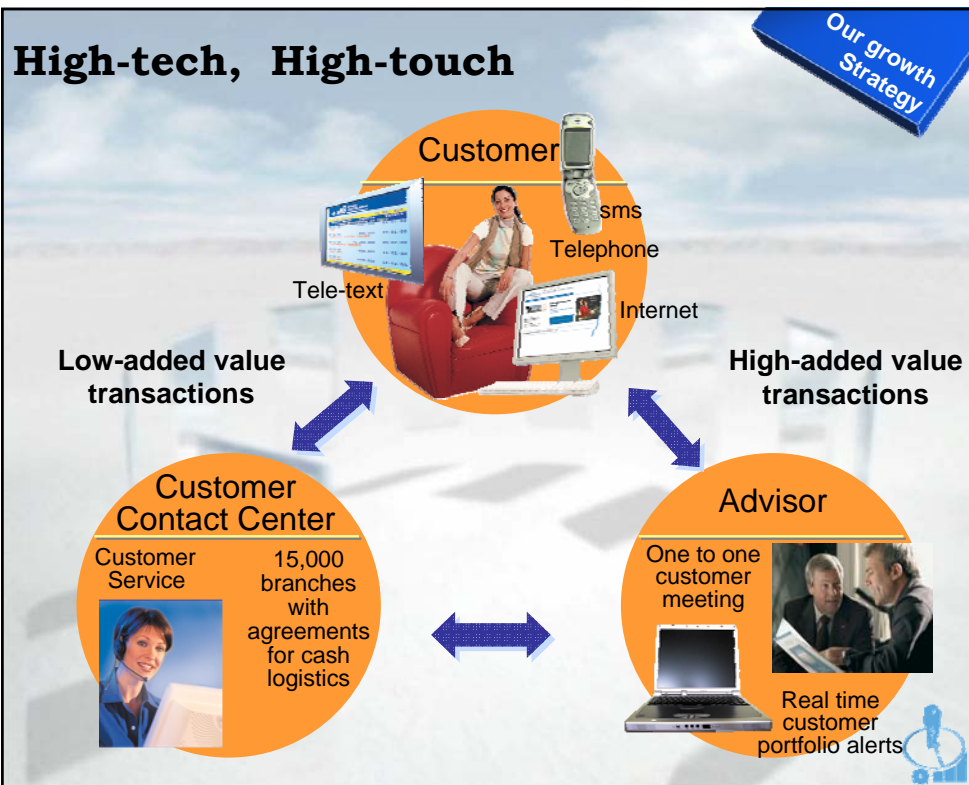 High-tech, High-touch
Our growth
Strategy
Customer
sms
Telephone
Tele-text
Internet
Low-added value
transactions
High-added value
transactions
Customer
Contact Center
Customer
Service
15,000
branches
with
agreements
for cash
logistics
Advisor
One to one
customer
meeting
Real time
customer
portfolio alerts